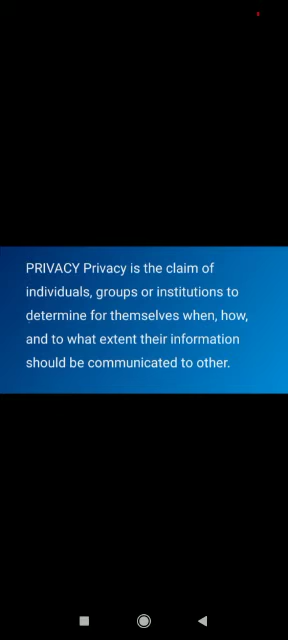 PRIVACY Privacy is the claim of
individuals, groups or institutions to
determine for themselves when, how,
and to what extent their information
should be communicated to other.